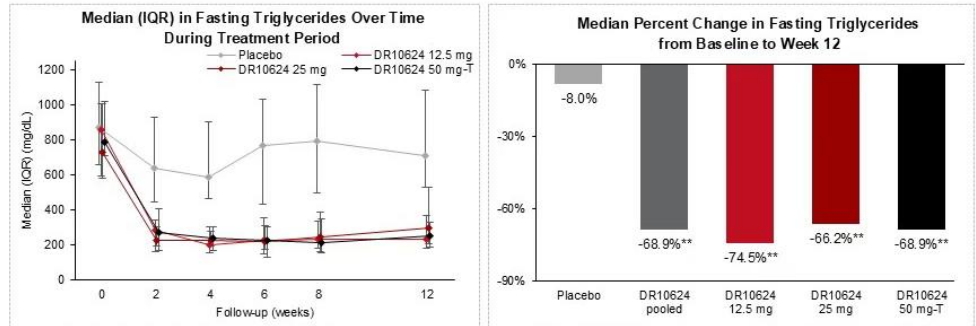 Median (IQR) in Fasting Triglycerides Over Time
During Treatment Period
Placebo
DR10624 12.5 mg
DR10624 25 mg
DR10624 50 mg-T
Median (IQR) (mg/dL)
1200
1000
800
600
400
200
0
0 2 4 6 8 12
Follow-up (weeks)
Median Percent Change in Fasting Triglycerides
from Baseline to Week 12
0%
-30%
-60%
-90%
-8.0%
-68.9%**
-74.5%**
-66.2%**
-68.9%**
Placebo
DR10624
pooled
DR10624
12.5 mg
DR10624
25 mg
DR10624
50 mg-T